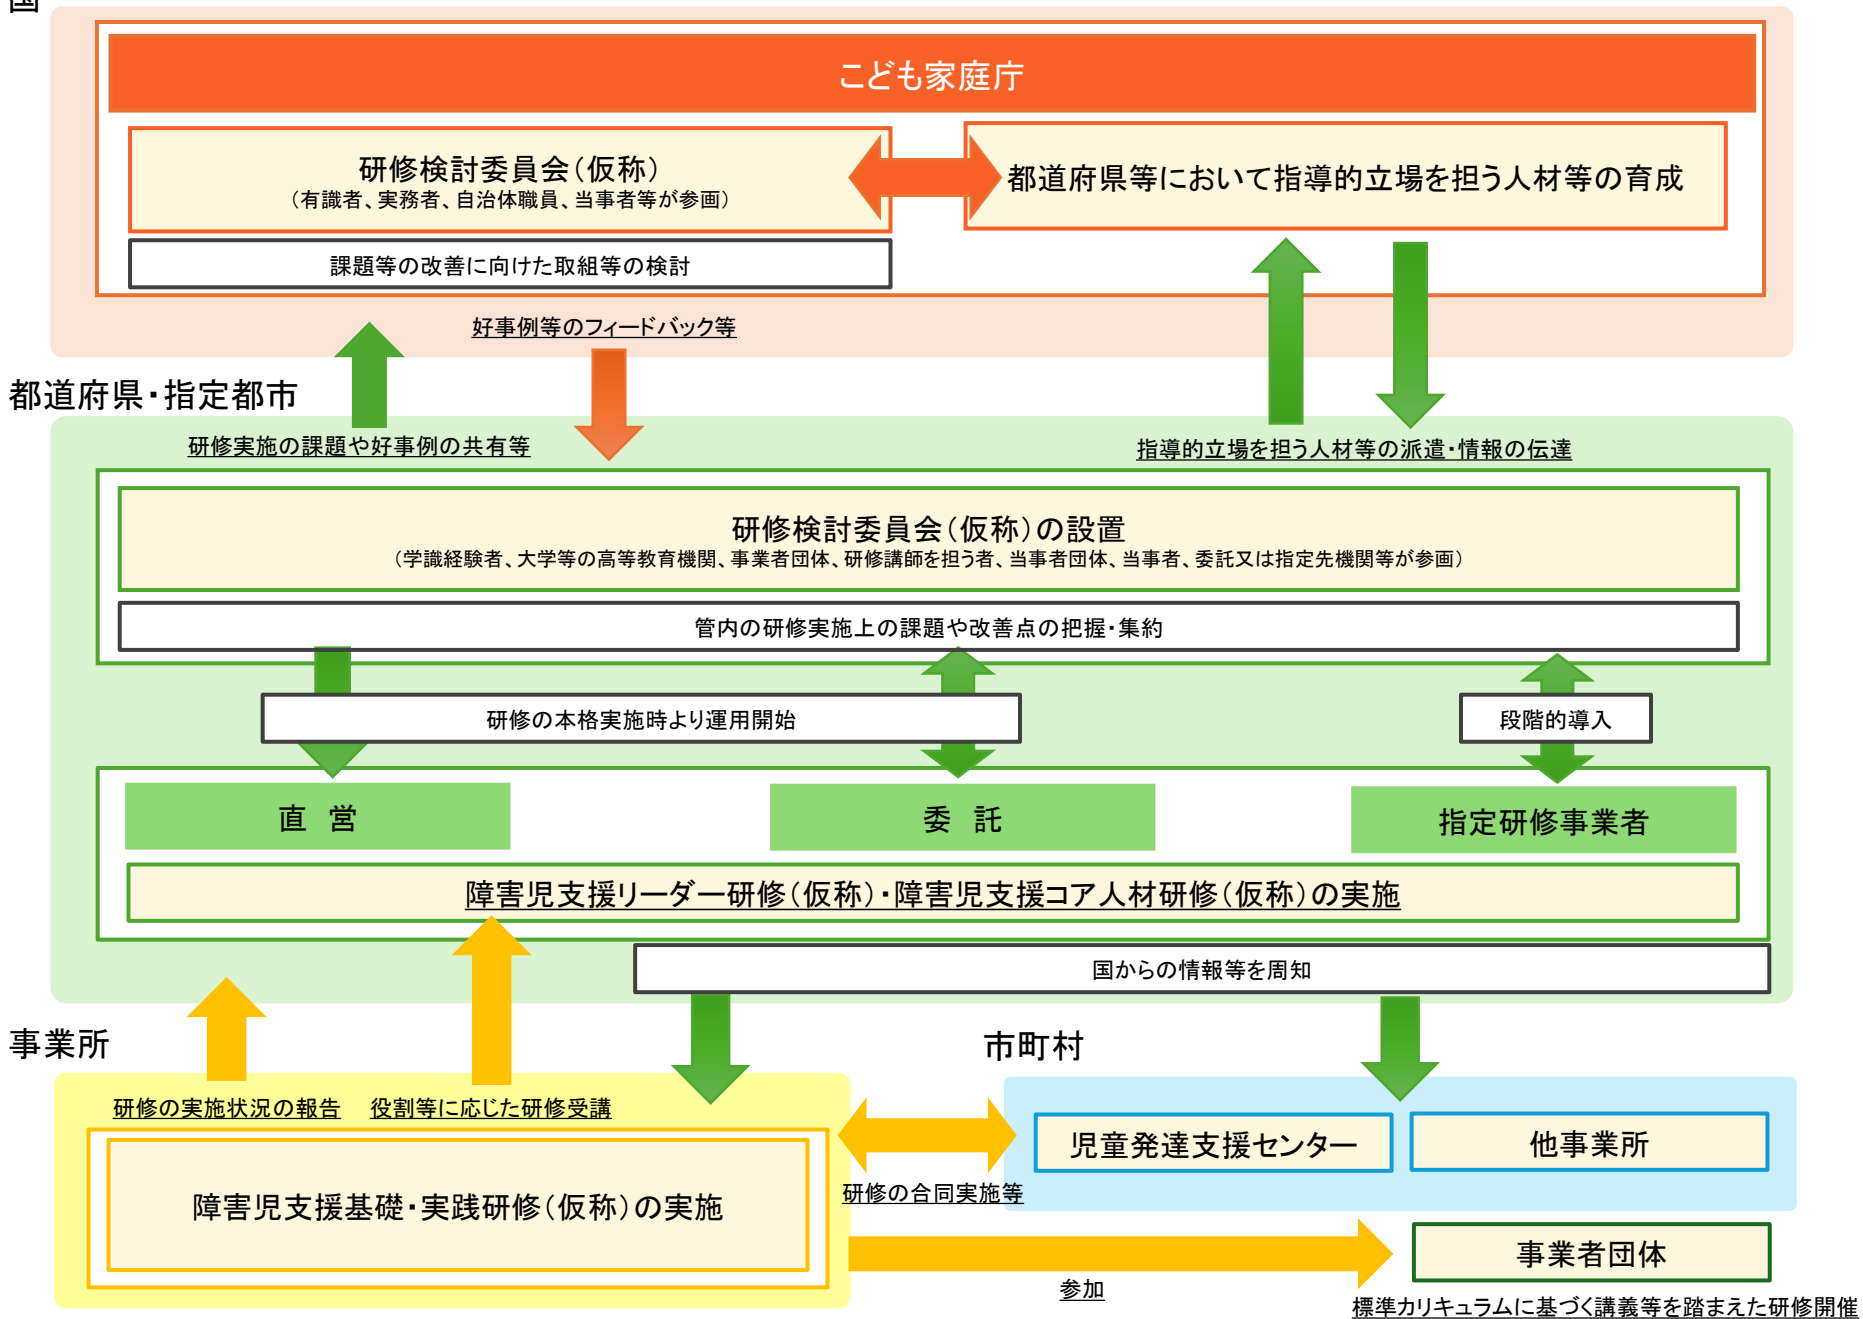 国
こども家庭庁
研修検討委員会（仮称）
（有識者、実務者、自治体職員、当事者等が参画）
都道府県等において指導的立場を担う人材等の育成
課題等の改善に向けた取組等の検討
好事例等のフィードバック等
都道府県・指定都市
研修実施の課題や好事例の共有等
指導的立場を担う人材等の派遣・情報の伝達
研修検討委員会（仮称）の設置
（学識経験者、大学等の高等教育機関、事業者団体、研修講師を担う者、当事者団体、当事者、委託又は指定先機関等が参画）
管内の研修実施上の課題や改善点の把握・集約
研修の本格実施時より運用開始
段階的導入
直　営
委　託
指定研修事業者
障害児支援リーダー研修（仮称）・障害児支援コア人材研修（仮称）の実施
国からの情報等を周知
事業所
市町村
研修の実施状況の報告
役割等に応じた研修受講
児童発達支援センター
他事業所
研修の合同実施等
障害児支援基礎・実践研修（仮称）の実施
事業者団体
参加
標準カリキュラムに基づく講義等を踏まえた研修開催